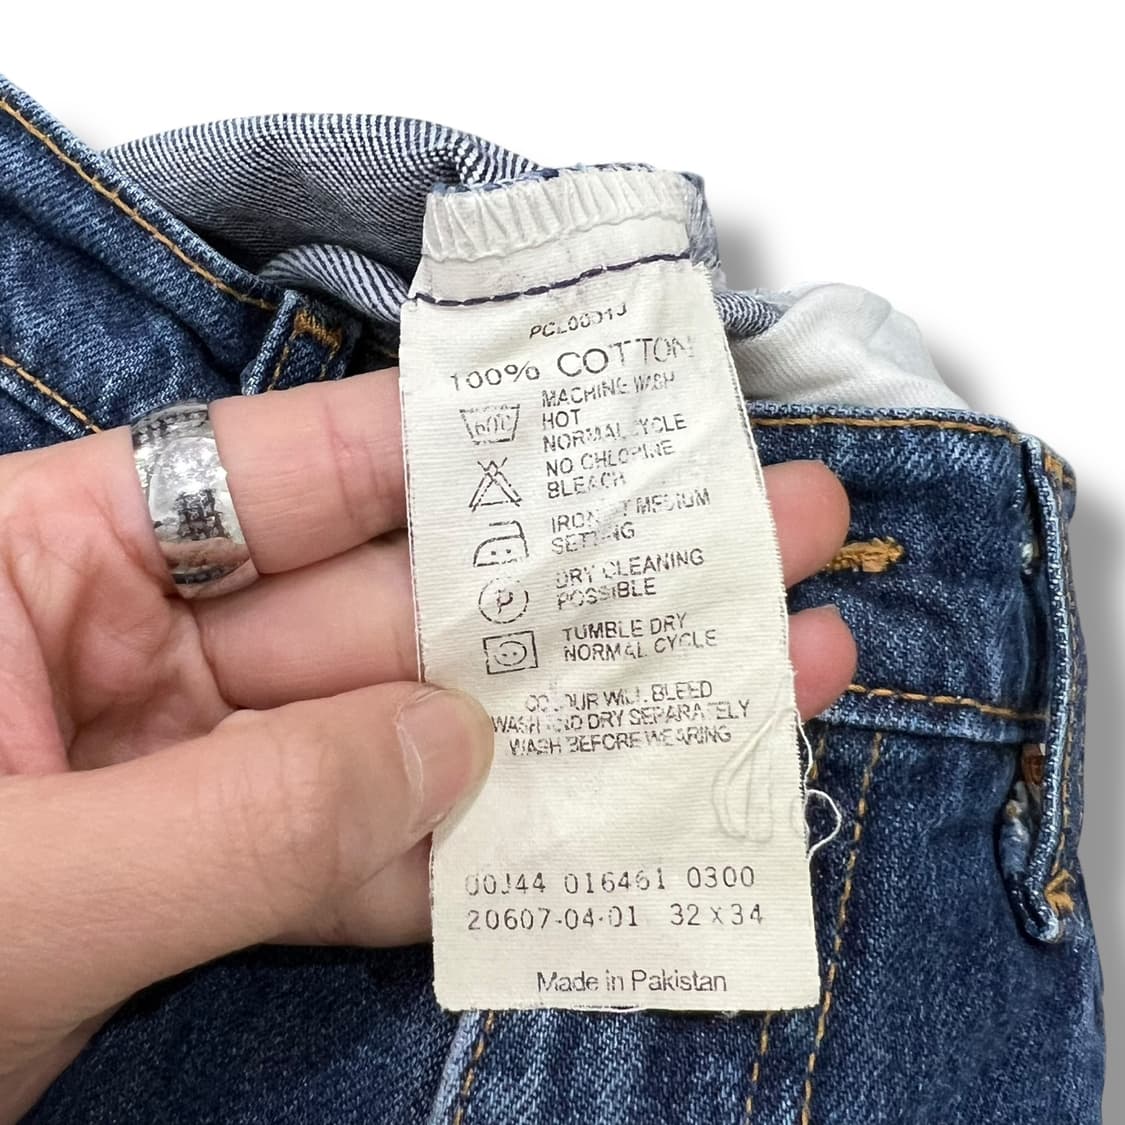 100% COTTON
60C
MACHINE WASH
HOT
NORMAL CYCLE
NO CHLORINE
BLEACH
IRON AT MEDIUM
SETTING
P
DRY CLEANING
POSSIBLE
TUMBLE DRY
NORMAL CYCLE
COLOUR WILL BLEED
WASH AND DRY SEPARATELY
WASH BEFORE WEARING
00J44 016461 0300
20607-04-01 32 X 34
Made in Pakistan